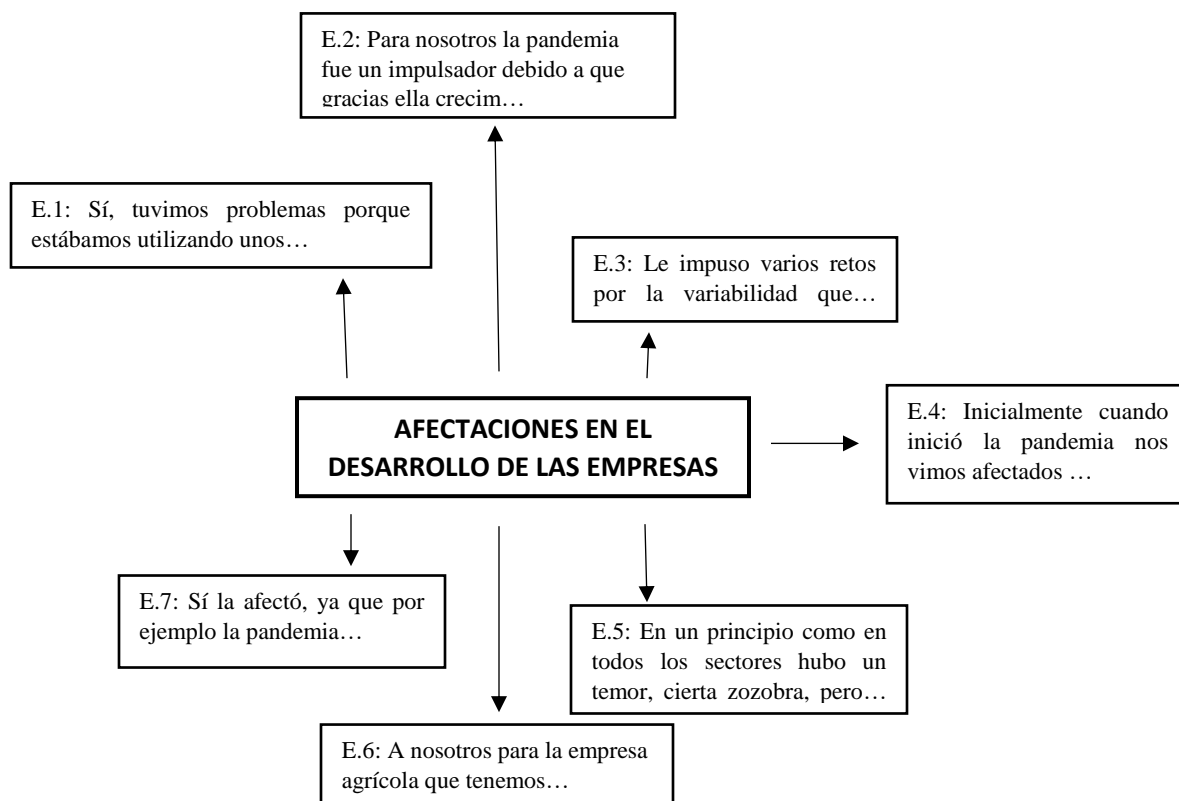 E.2: Para nosotros la pandemia
fue un impulsador debido a que
gracias ella crecim…
E.1: Sí, tuvimos problemas porque
estábamos utilizando unos…
E.3: Le impuso varios retos
por la variabilidad que…
AFECTACIONES EN EL
DESARROLLO DE LAS EMPRESAS
E.4: Inicialmente cuando
inició la pandemia nos
vimos afectados …
E.7: Sí la afectó, ya que por
ejemplo la pandemia…
E.5: En un principio como en
todos los sectores hubo un
temor, cierta zozobra, pero…
E.6: A nosotros para la empresa
agrícola que tenemos…